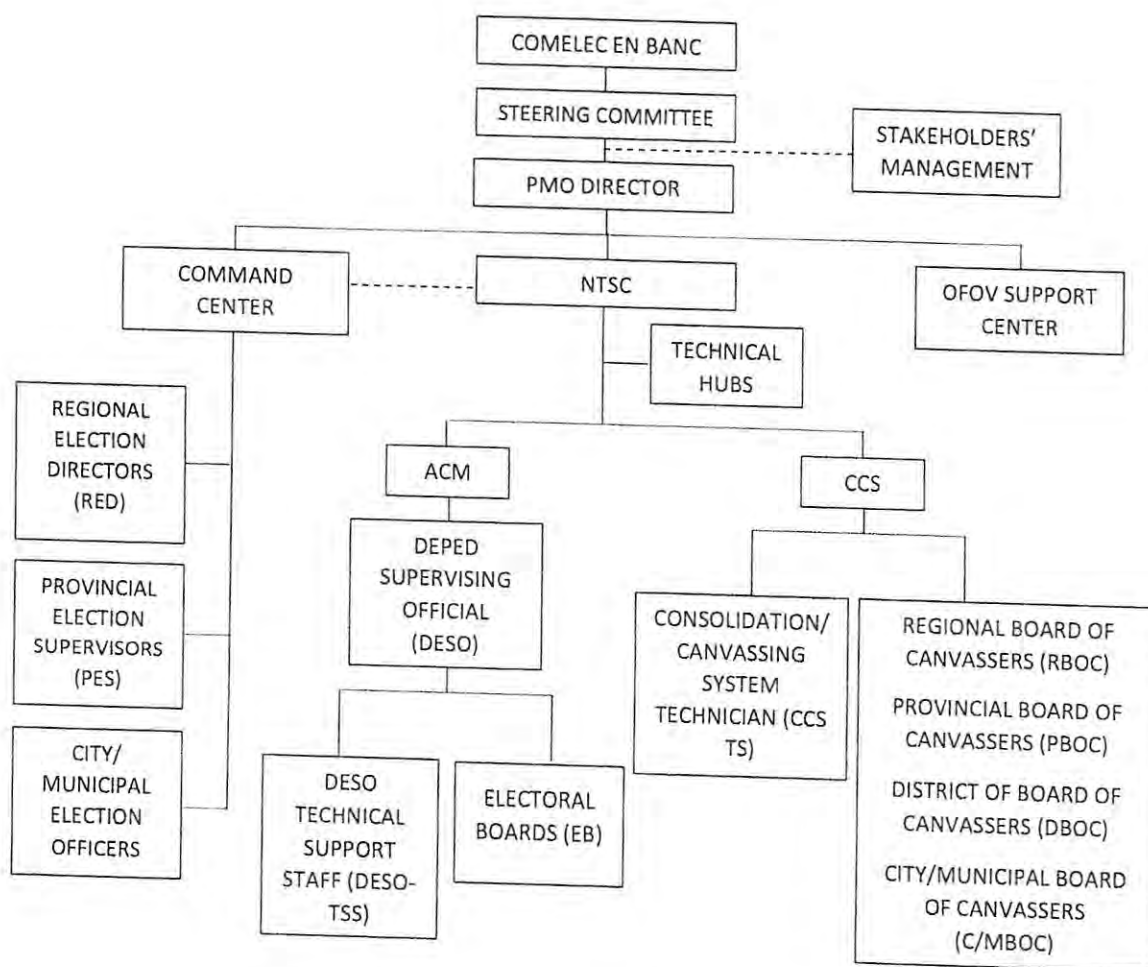 COMELEC EN BANC
STEERING COMMITTEE
STAKEHOLDERS'
MANAGEMENT
PMO DIRECTOR
COMMAND
CENTER
NTSC
OFOV SUPPORT
CENTER
TECHNICAL
HUBS
REGIONAL
ELECTION
DIRECTORS
(RED)
PROVINCIAL
ELECTION
SUPERVISORS
(PES)
CITY/
MUNICIPAL
ELECTION
OFFICERS
ACM
CCS
DEPED
SUPERVISING
OFFICIAL
(DESO)
DESO
TECHNICAL
SUPPORT
STAFF (DESO-
TSS)
ELECTORAL
BOARDS (EB)
CONSOLIDATION/
CANVASSING
SYSTEM
TECHNICIAN (CCS
TS)
REGIONAL BOARD OF
CANVASSERS (RBOC)
PROVINCIAL BOARD OF
CANVASSERS (PBOC)
DISTRICT OF BOARD OF
CANVASSERS (DBOC)
CITY/MUNICIPAL BOARD
OF CANVASSERS
(C/MBOC)